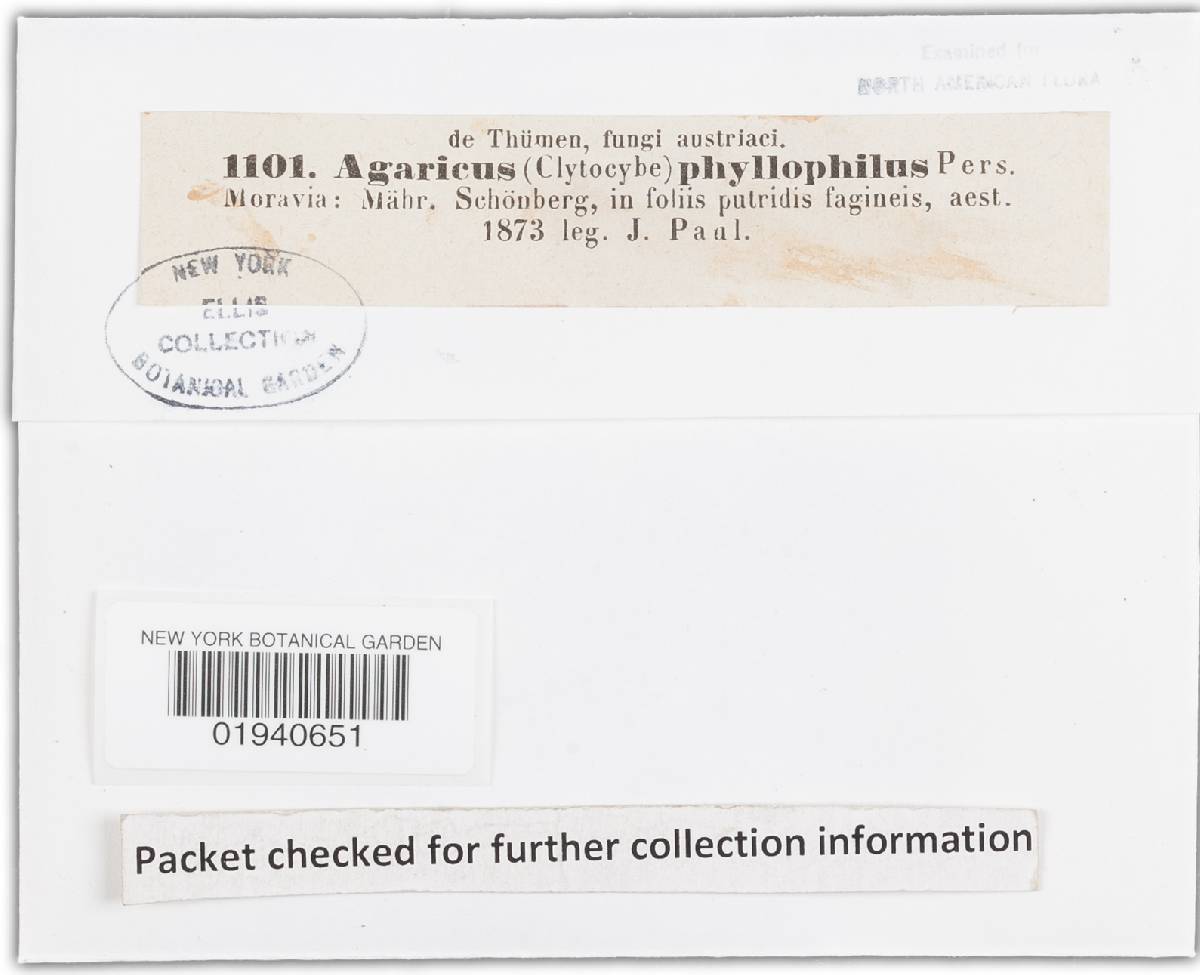 Examined for
NORTH AMERICAN FLORA
de Thümen, fungi austriaci.
1101. Agaricus (Clytocybe) phyllophilus Pers.
Moravia: Mähr. Schönberg, in foliis putridis fagineis, aest.
1873 leg. J. Paul.
NEW YORK
ELLIS
COLLECTION
BOTANICAL GARDEN
NEW YORK BOTANICAL GARDEN
01940651
Packet checked for further collection information